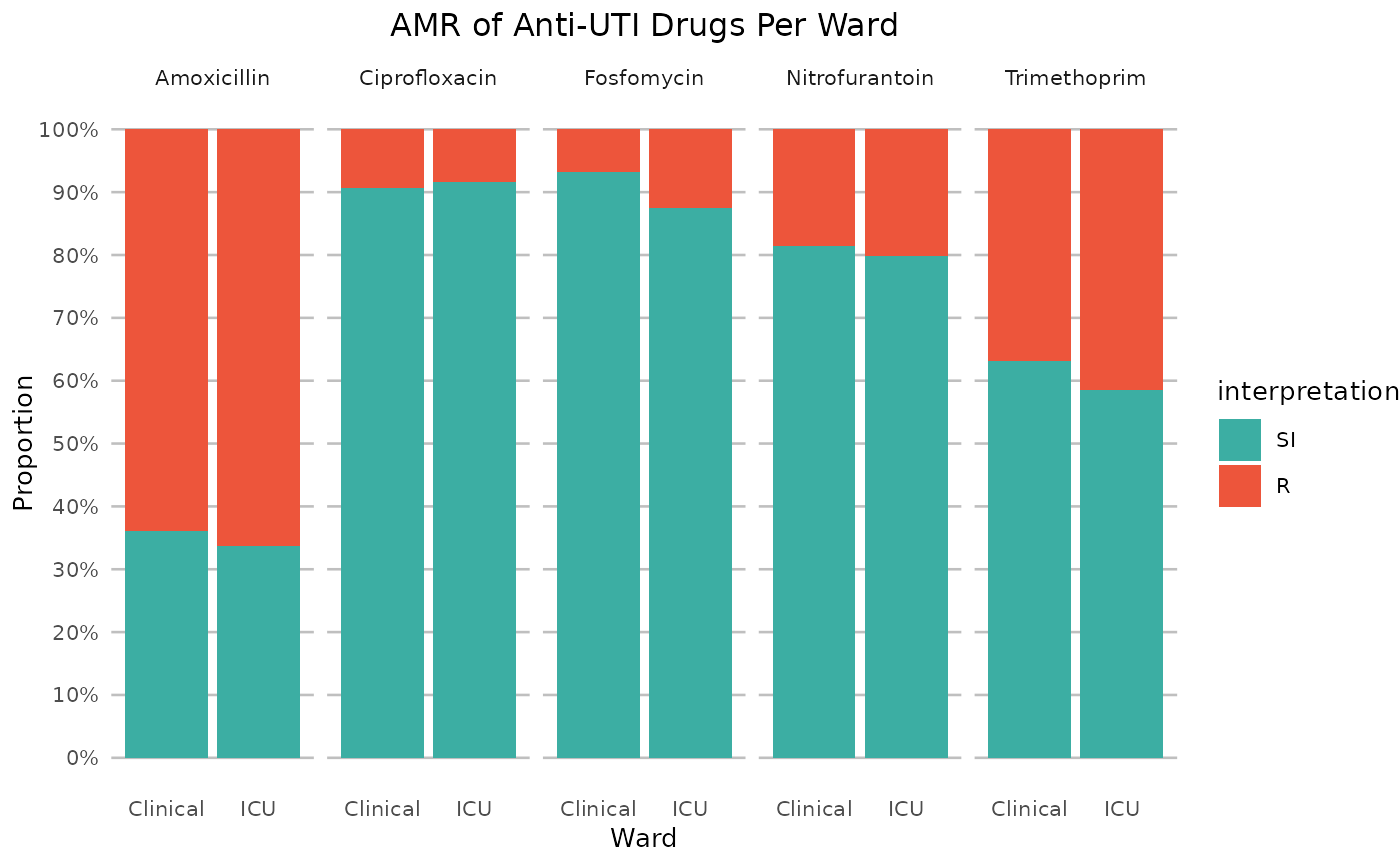 AMR of Anti-UTI Drugs Per Ward
Amoxicillin Ciprofloxacin Fosfomycin Nitrofurantoin Trimethoprim
100%
90%
80%
70%
60%
50%
40%
30%
20%
10%
0%
Proportion
interpretation
SI
R
Clinical ICU Clinical ICU Clinical ICU Clinical ICU Clinical ICU
Ward